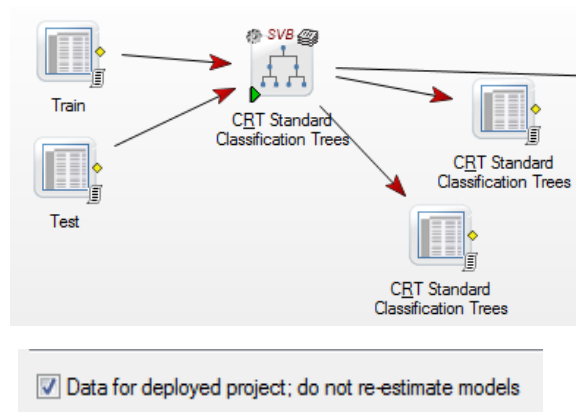 SVB
Train
CRT Standard
Classification Trees
CRT Standard
Classification Trees
Test
CRT Standard
Classification Trees
Data for deployed project; do not re-estimate models